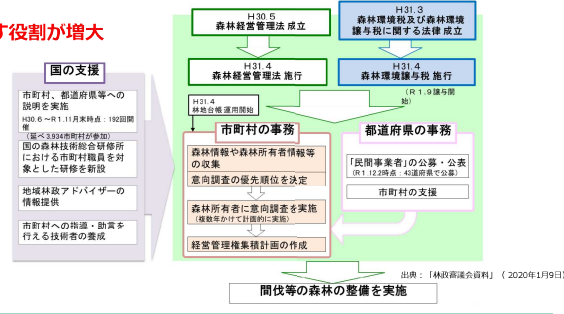 す役割が増大
H30.5
森林経営管理法 成立
H31.3
森林環境税及び森林環境
譲与税に関する法律 成立
H31.4
森林経営管理法 施行
H31.4
森林環境譲与税 施行
(R1.9譲与開
始)
H31.4
林地台帳運用開始
国の支援
市町村、都道府県等への
説明を実施
H30.6~R1.11月末時点:192回開
催
(延べ3,934市町村が参加)
国の森林技術総合研修所
における市町村職員を対
象とした研修を新設
地域林政アドバイザーの
情報提供
市町村への指導・助言を
行える技術者の養成
市町村の事務
森林情報や森林所有者情報等
の収集
意向調査の優先順位を決定
森林所有者に意向調査を実施
(複数年かけて計画的に実施)
経営管理権集積計画の作成
都道府県の事務
「民間事業者」の公募・公表
(R1.12.2時点:43道府県で公募)
市町村の支援
出典:「林政審議会資料」(2020年1月9日)
間伐等の森林の整備を実施